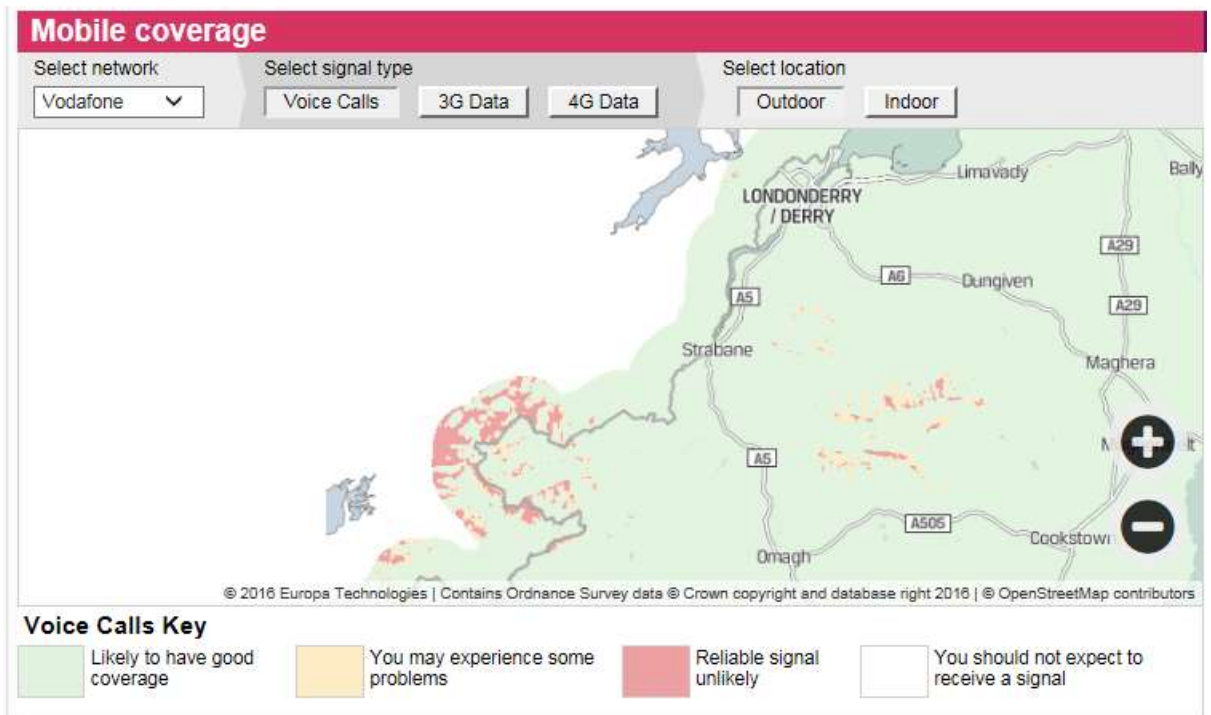 Mobile coverage
Select network
Select signal type
Select location
Vodafone
Voice Calls
3G Data
4G Data
Outdoor
Indoor
Limavady
Bally
LONDONDERRY
/ DERRY
A29
A6
Dungiven
A5
A29
Strabane
Maghera
A5
A505
Cookstown
Omagh
© 2016 Europa Technologies | Contains Ordnance Survey data © Crown copyright and database right 2016 | © OpenStreetMap contributors
Voice Calls Key
Likely to have good
coverage
You may experience some
problems
Reliable signal
unlikely
You should not expect to
receive a signal